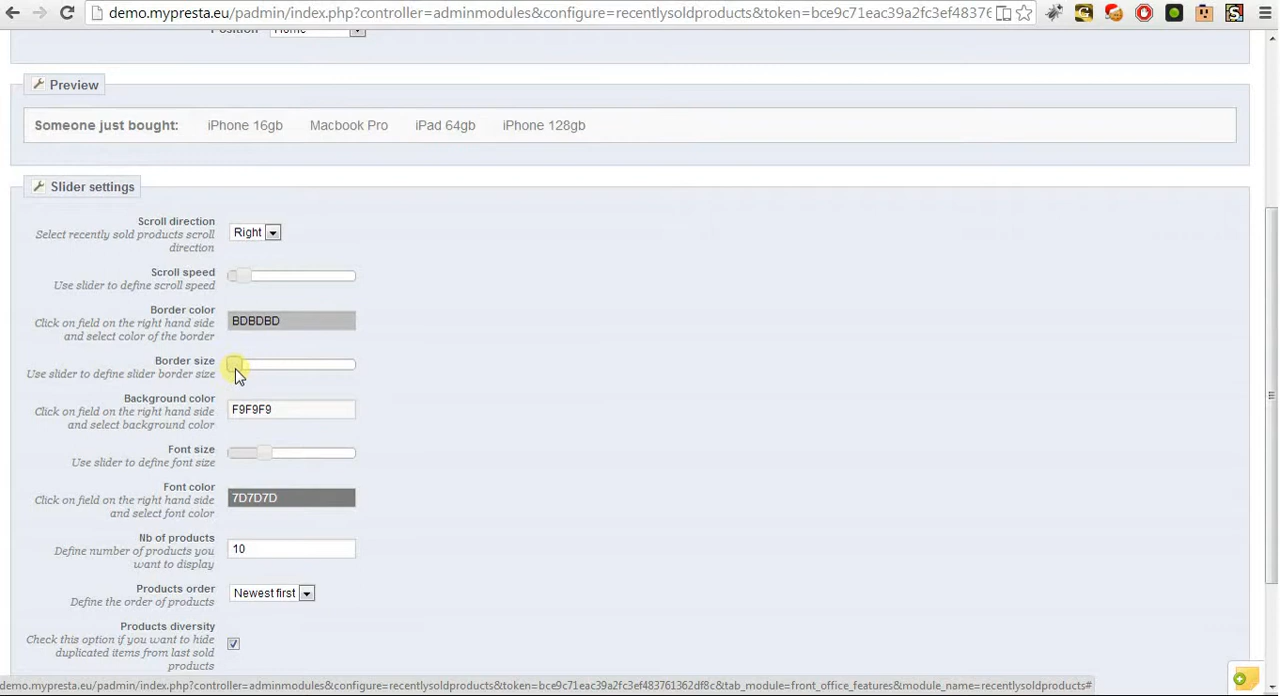 demo.mypresta.eu/padmin/index.php?controller=adminmodules&configure=recentlysoldproducts&token=bce9c71eac39a2fc3ef48376
Position Home
Preview
Someone just bought: iPhone 16gb Macbook Pro iPad 64gb iPhone 128gb
Slider settings
Scroll direction
Select recently sold products scroll
direction
Right
Scroll speed
Use slider to define scroll speed
Border color
Click on field on the right hand side
and select color of the border
BDBDBD
Border size
Use slider to define slider border size
Background color
Click on field on the right hand side
and select background color
F9F9F9
Font size
Use slider to define font size
Font color
Click on field on the right hand side
and select font color
7D7D7D
Nb of products
Define number of products you
want to display
10
Products order
Define the order of products
Newest first
Products diversity
Check this option if you want to hide
duplicated items from last sold
products
demo.mypresta.eu/padmin/index.php?controller=adminmodules&configure=recentlysoldproducts&token=bce9c71eac39a2fc3ef483761362df8c&tab_module=front_office_features&module_name=recentlysoldproducts#